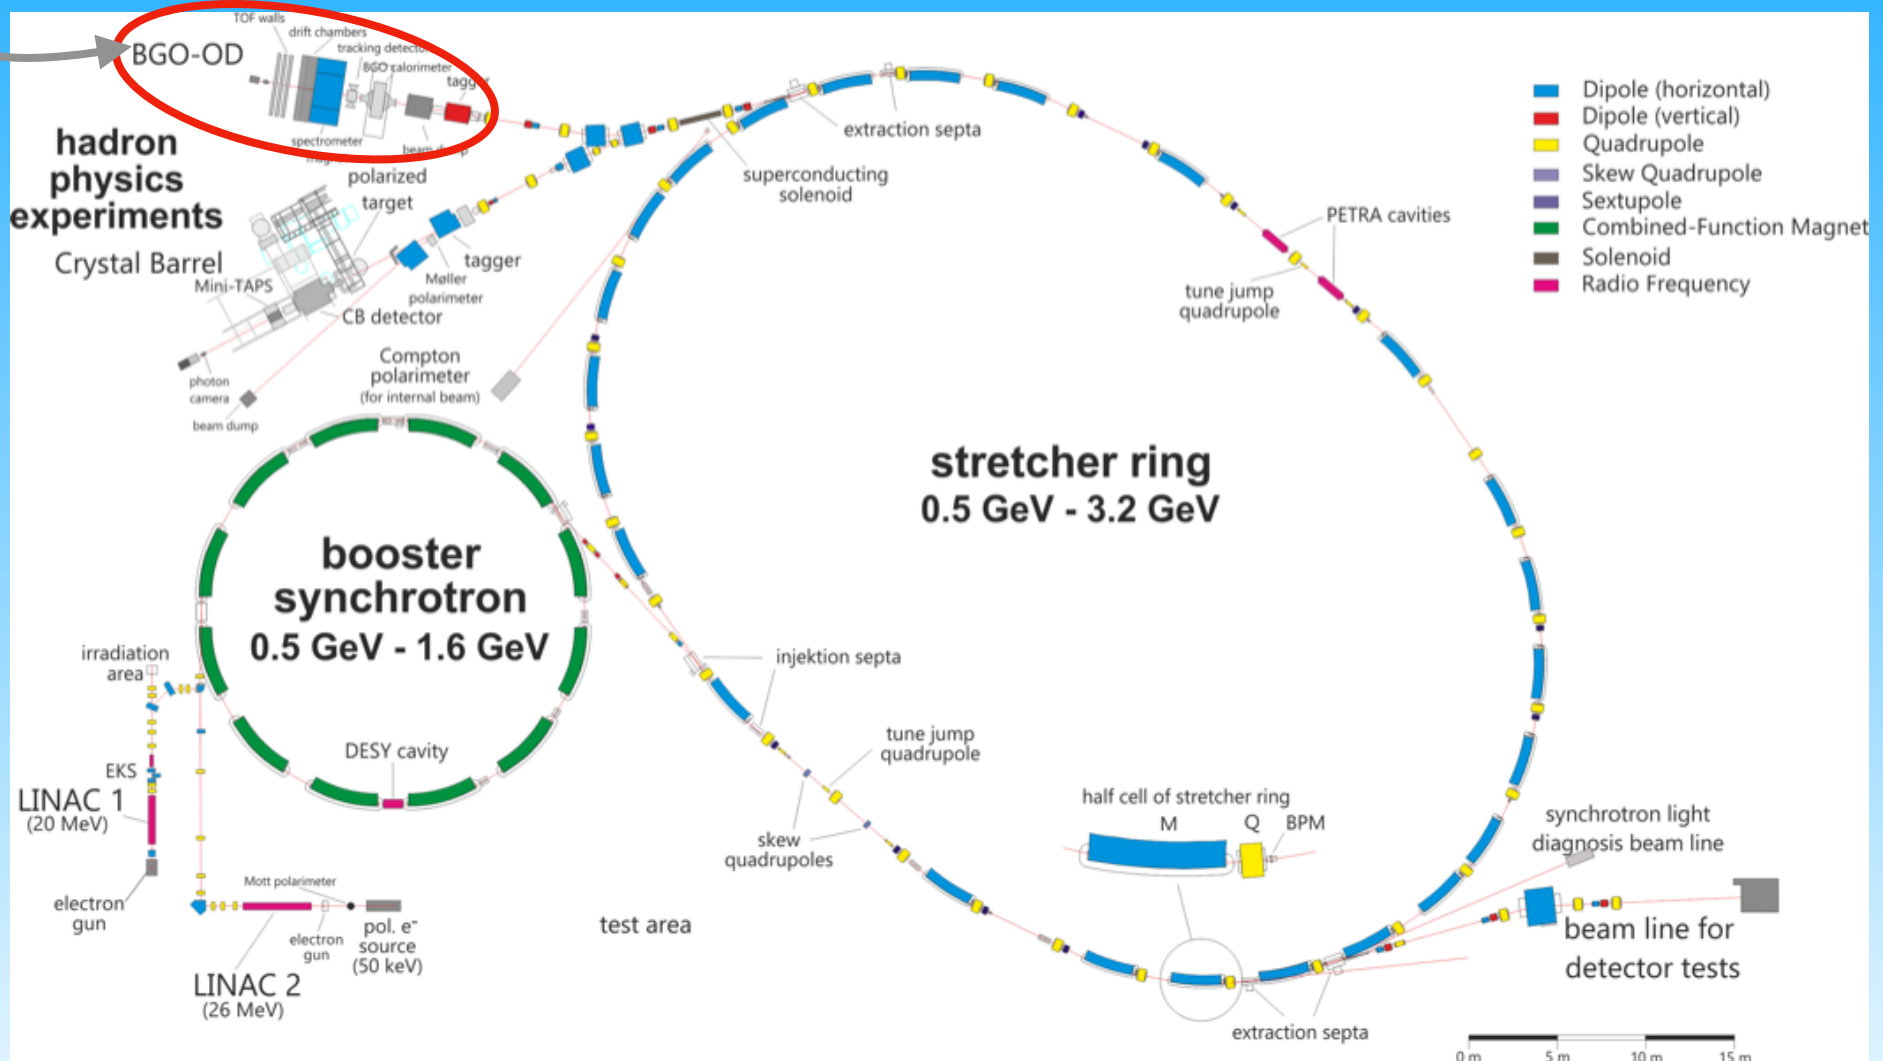 TOF walls
drift chambers
tracking detector
BGO-OD
BGO calorimeter
tagger
spectrometer
beam dump
hadron
physics
experiments
polarized
target
Crystal Barrel
Mini-TAPS
tagger
Møller
polarimeter
CB detector
photon
camera
beam dump
Compton
polarimeter
(for internal beam)
extraction septa
superconducting
solenoid
PETRA cavities
tune jump
quadrupole
Dipole (horizontal)
Dipole (vertical)
Quadrupole
Skew Quadrupole
Sextupole
Combined-Function Magnet
Solenoid
Radio Frequency
stretcher ring
0.5 GeV - 3.2 GeV
booster
synchrotron
0.5 GeV - 1.6 GeV
DESY cavity
irradiation
area
EKS
LINAC 1
(20 MeV)
electron
gun
Mott polarimeter
electron
gun
pol. e⁻
source
(50 keV)
LINAC 2
(26 MeV)
injektion septa
tune jump
quadrupole
skew
quadrupoles
test area
half cell of stretcher ring
M Q BPM
synchrotron light
diagnosis beam line
beam line for
detector tests
extraction septa
0 m 5 m 10 m 15 m